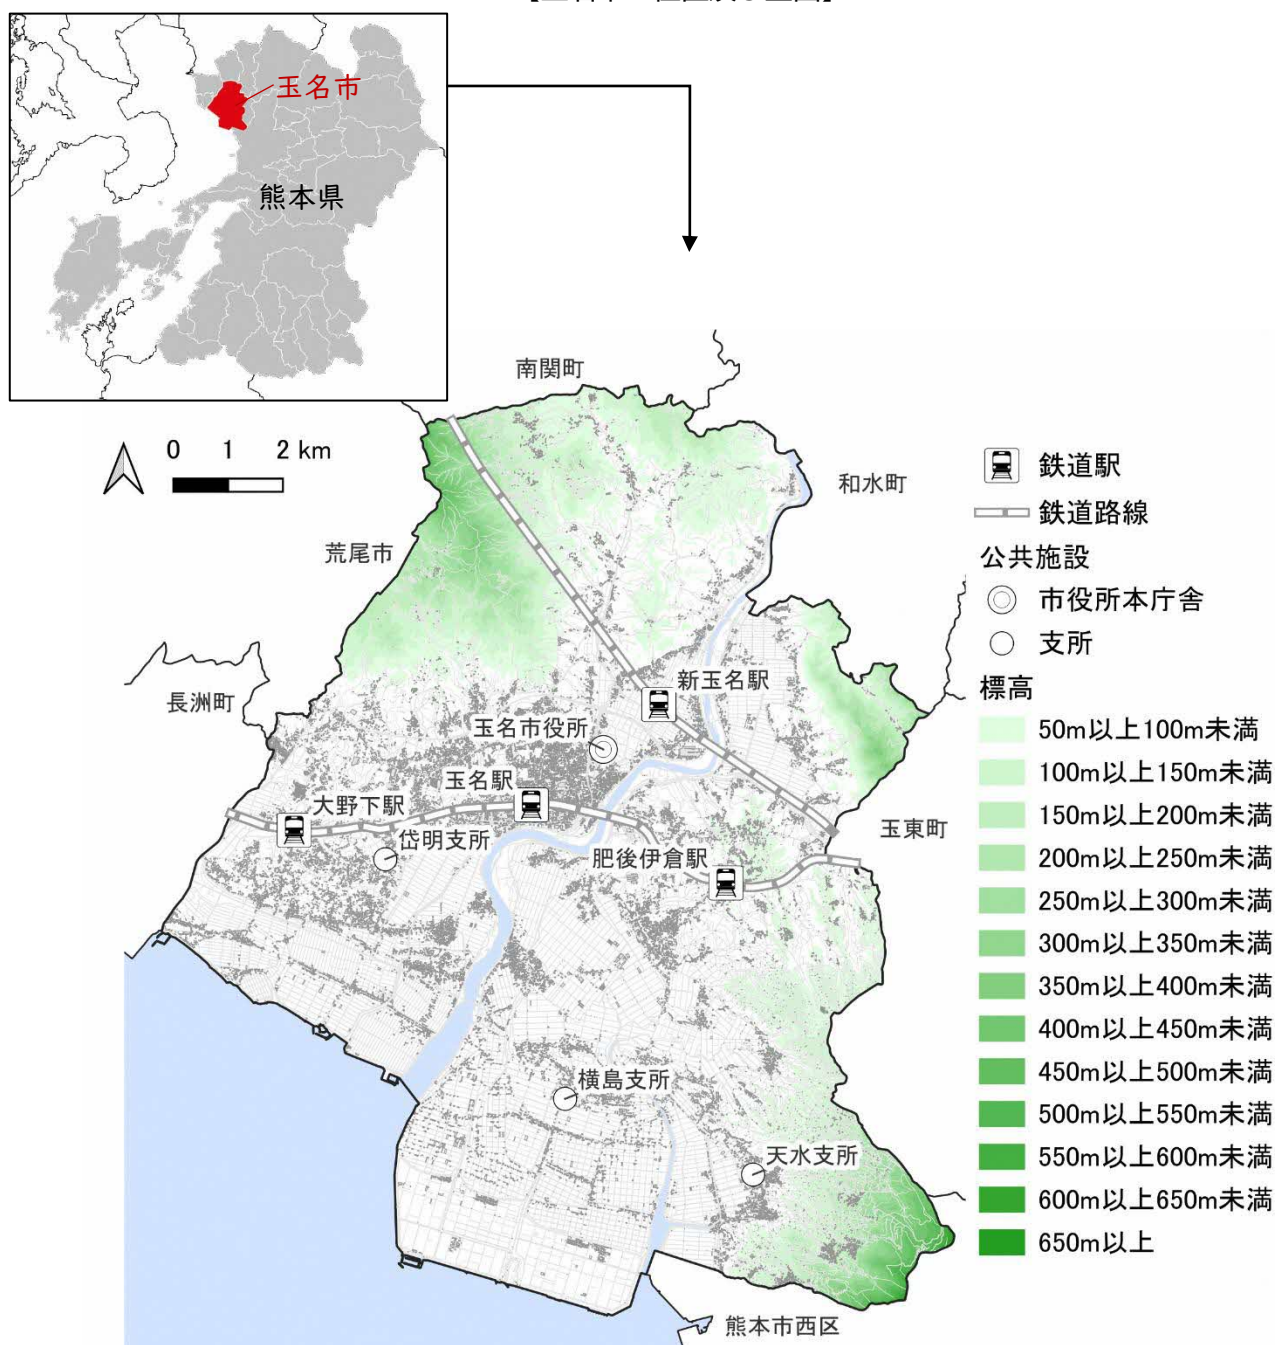 玉名市
熊本県
0 1 2 km
南関町
和水町
荒尾市
長洲町
新玉名駅
玉名市役所
玉名駅
大野下駅
岱明支所
肥後伊倉駅
玉東町
横島支所
天水支所
熊本市西区
鉄道駅
鉄道路線
公共施設
市役所本庁舎
支所
標高
50m以上100m未満
100m以上150m未満
150m以上200m未満
200m以上250m未満
250m以上300m未満
300m以上350m未満
350m以上400m未満
400m以上450m未満
450m以上500m未満
500m以上550m未満
550m以上600m未満
600m以上650m未満
650m以上